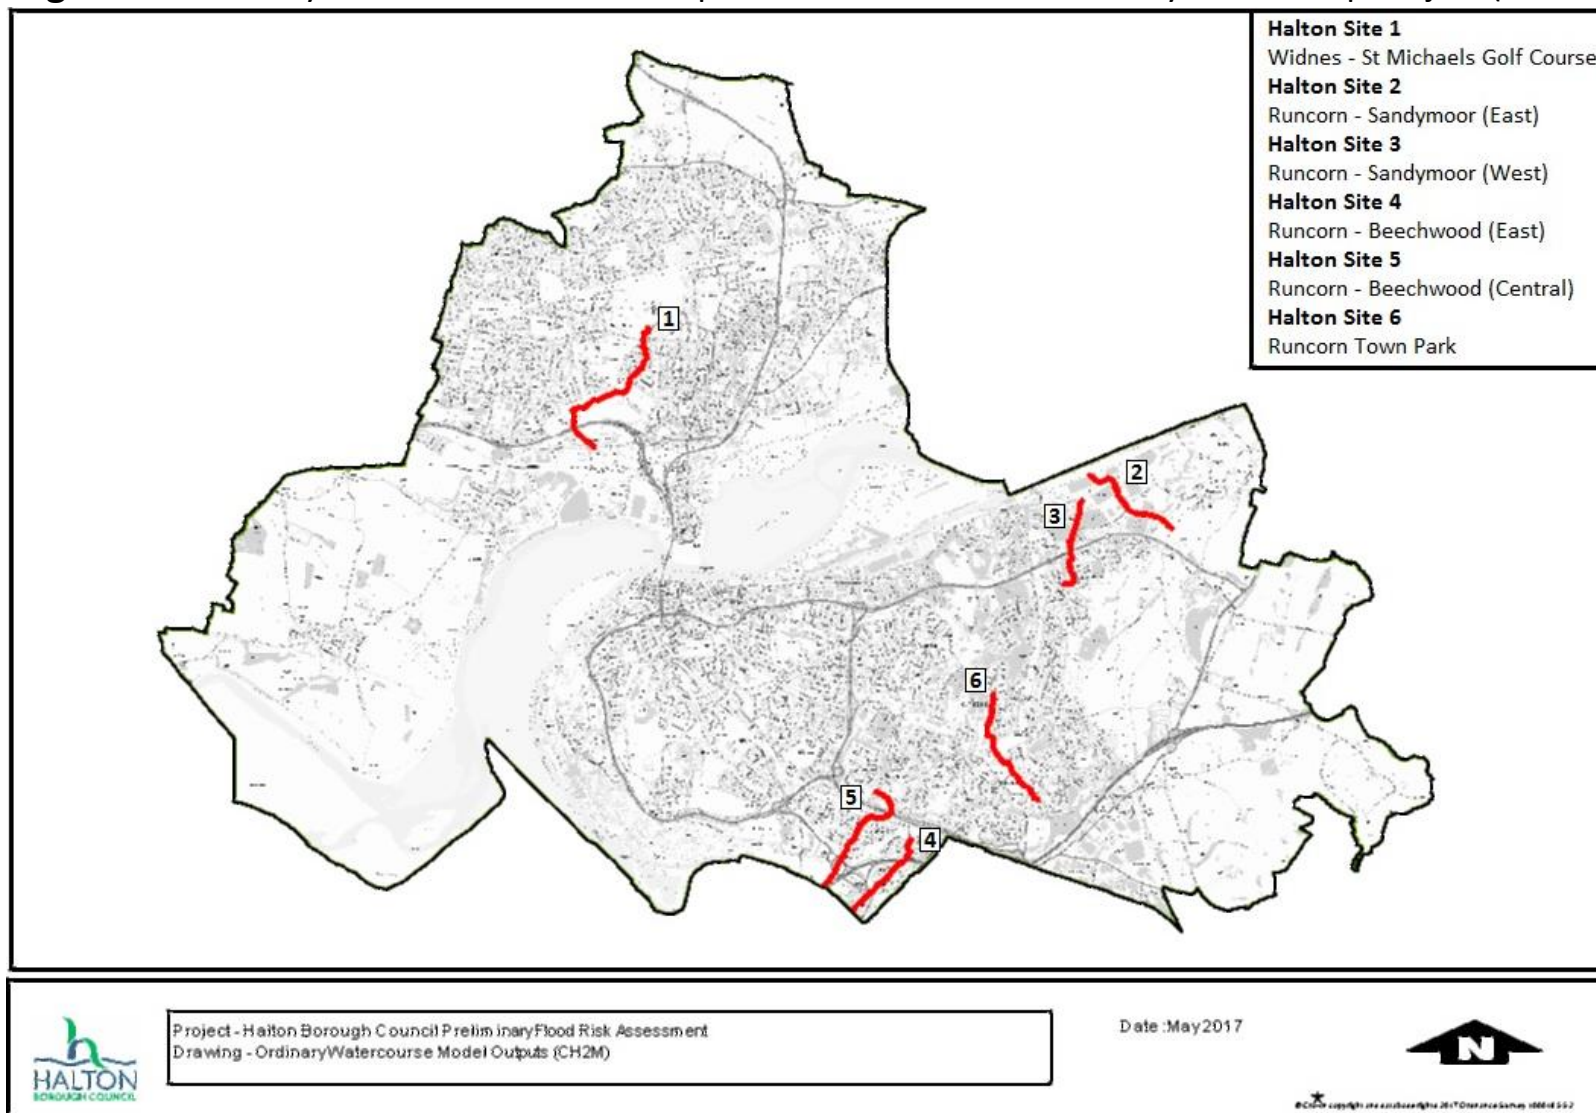 Halton Site 1
Widnes - St Michaels Golf Course
Halton Site 2
Runcorn - Sandymoor (East)
Halton Site 3
Runcorn - Sandymoor (West)
Halton Site 4
Runcorn - Beechwood (East)
Halton Site 5
Runcorn - Beechwood (Central)
Halton Site 6
Runcorn Town Park
1
2
3
6
5
4
Project - Halton Borough Council Preliminary Flood Risk Assessment
Drawing - Ordinary Watercourse Model Outputs (CH2M)
Date : May 2017
N
HALTON
BOROUGH COUNCIL